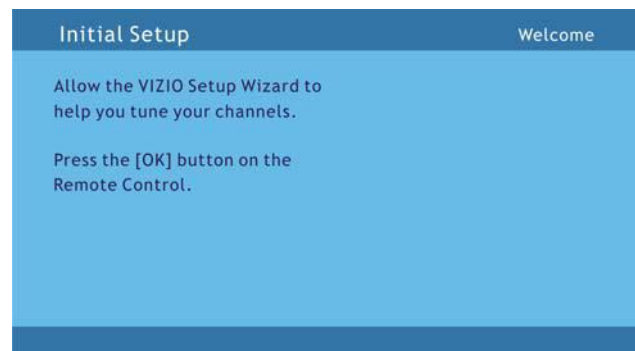 Initial Setup
Welcome
Allow the VIZIO Setup Wizard to
help you tune your channels.
Press the [OK] button on the
Remote Control.